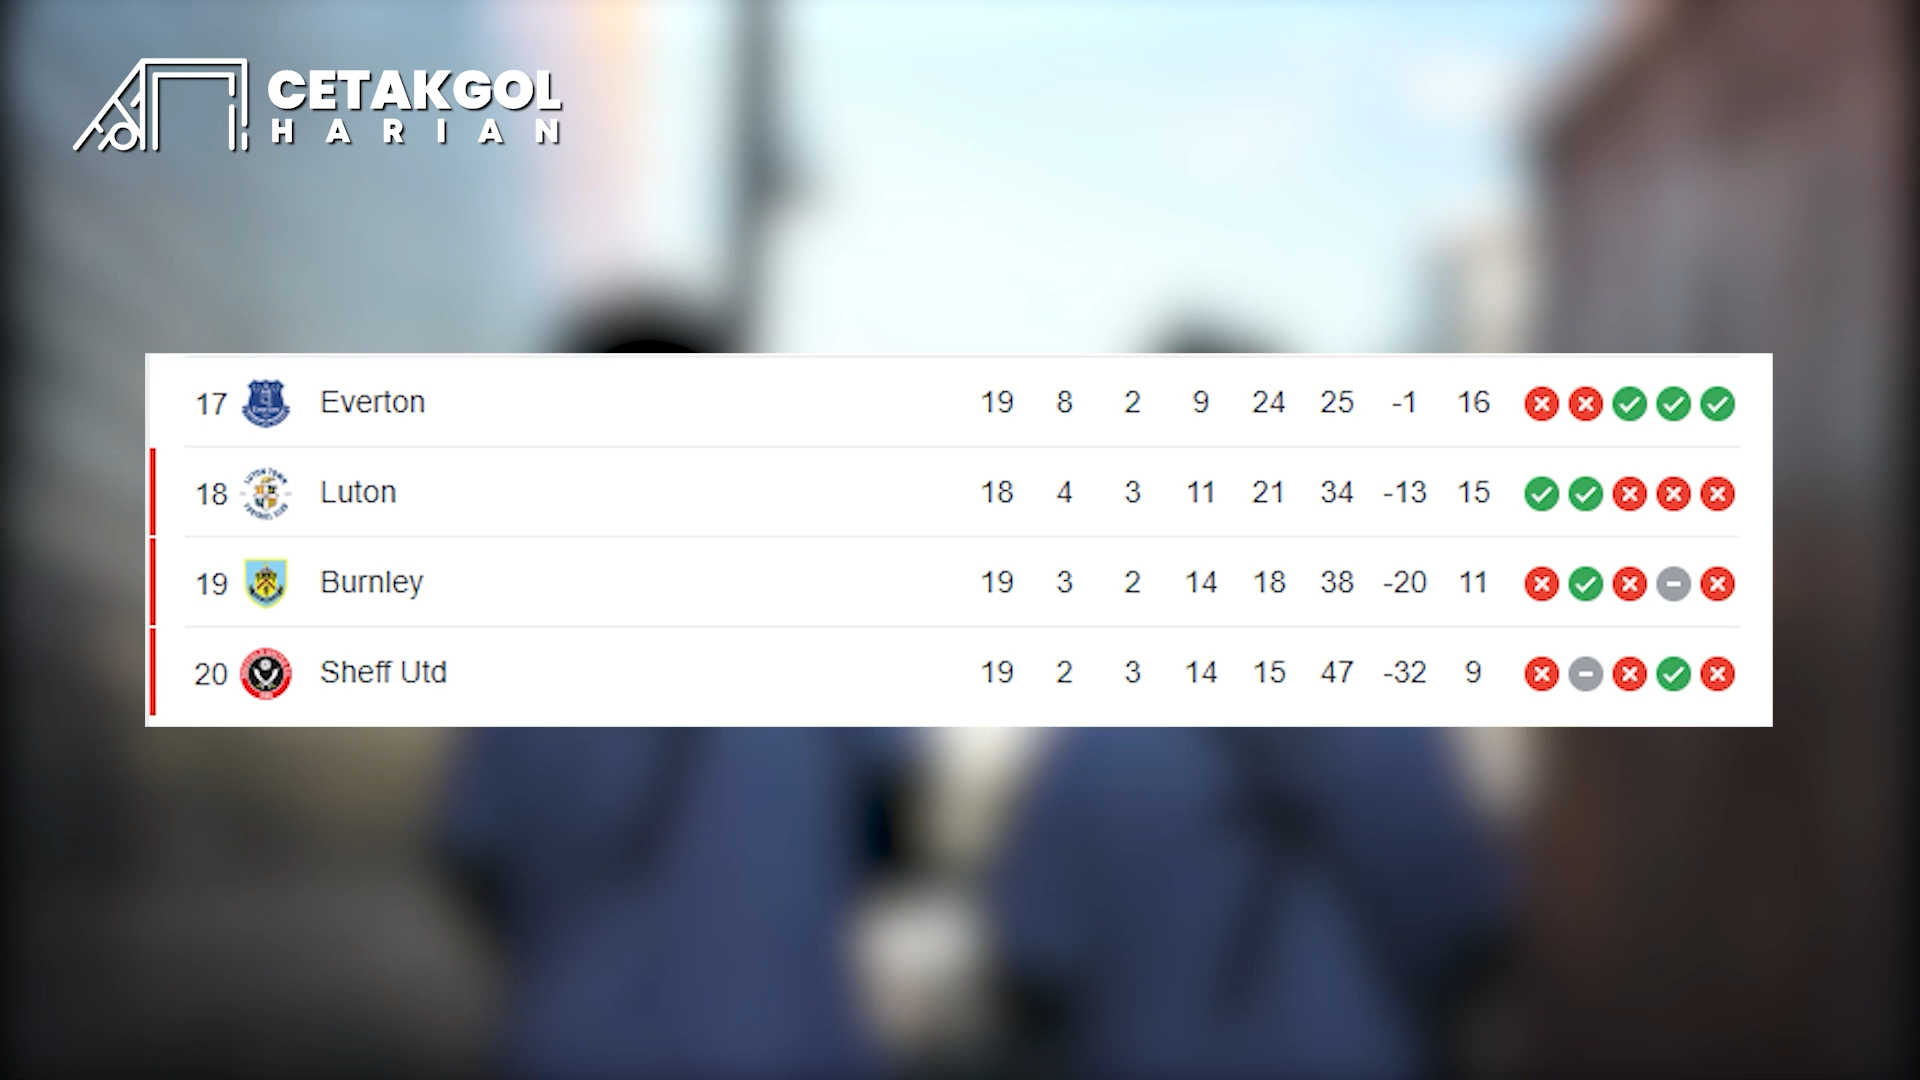 CETAKGOL
HARIAN
17 Everton 19 8 2 9 24 25 -1 16
18 Luton 18 4 3 11 21 34 -13 15
19 Burnley 19 3 2 14 18 38 -20 11
20 Sheff Utd 19 2 3 14 15 47 -32 9